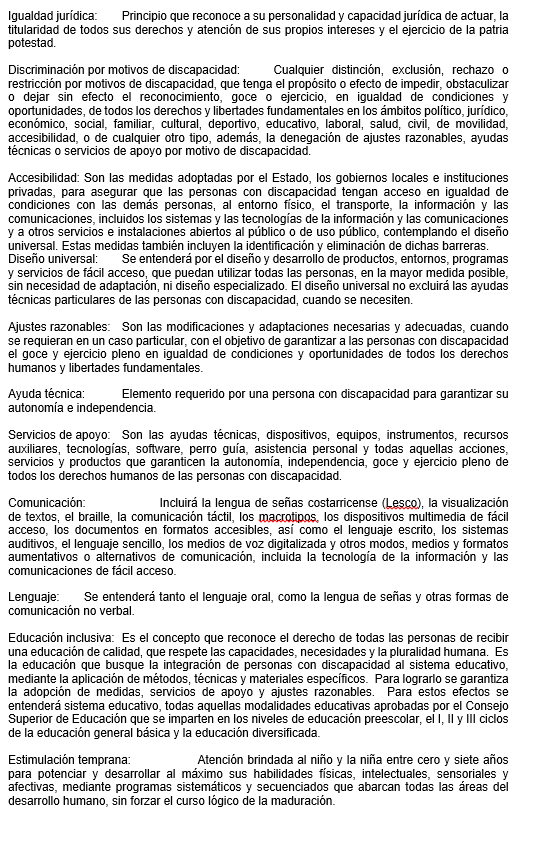 Igualdad jurídica: Principio que reconoce a su personalidad y capacidad jurídica de actuar, la
titularidad de todos sus derechos y atención de sus propios intereses y el ejercicio de la patria
potestad.
Discriminación por motivos de discapacidad: Cualquier distinción, exclusión, rechazo o
restricción por motivos de discapacidad, que tenga el propósito o efecto de impedir, obstaculizar
o dejar sin efecto el reconocimiento, goce o ejercicio, en igualdad de condiciones y
oportunidades, de todos los derechos y libertades fundamentales en los ámbitos político, jurídico,
económico, social, familiar, cultural, deportivo, educativo, laboral, salud, civil, de movilidad,
accesibilidad, o de cualquier otro tipo, además, la denegación de ajustes razonables, ayudas
técnicas o servicios de apoyo por motivo de discapacidad.
Accesibilidad: Son las medidas adoptadas por el Estado, los gobiernos locales e instituciones
privadas, para asegurar que las personas con discapacidad tengan acceso en igualdad de
condiciones con las demás personas, al entorno físico, el transporte, la información y las
comunicaciones, incluidos los sistemas y las tecnologías de la información y las comunicaciones
y a otros servicios e instalaciones abiertos al público o de uso público, contemplando el diseño
universal. Estas medidas también incluyen la identificación y eliminación de dichas barreras.
Diseño universal: Se entenderá por el diseño y desarrollo de productos, entornos, programas
y servicios de fácil acceso, que puedan utilizar todas las personas, en la mayor medida posible,
sin necesidad de adaptación, ni diseño especializado. El diseño universal no excluirá las ayudas
técnicas particulares de las personas con discapacidad, cuando se necesiten.
Ajustes razonables: Son las modificaciones y adaptaciones necesarias y adecuadas, cuando
se requieran en un caso particular, con el objetivo de garantizar a las personas con discapacidad
el goce y ejercicio pleno en igualdad de condiciones y oportunidades de todos los derechos
humanos y libertades fundamentales.
Ayuda técnica: Elemento requerido por una persona con discapacidad para garantizar su
autonomía e independencia.
Servicios de apoyo: Son las ayudas técnicas, dispositivos, equipos, instrumentos, recursos
auxiliares, tecnologías, software, perro guía, asistencia personal y todas aquellas acciones,
servicios y productos que garanticen la autonomía, independencia, goce y ejercicio pleno de
todos los derechos humanos de las personas con discapacidad.
Comunicación: Incluirá la lengua de señas costarricense (Lesco), la visualización
de textos, el braille, la comunicación táctil, los macrotipos, los dispositivos multimedia de fácil
acceso, los documentos en formatos accesibles, así como el lenguaje escrito, los sistemas
auditivos, el lenguaje sencillo, los medios de voz digitalizada y otros modos, medios y formatos
aumentativos o alternativos de comunicación, incluida la tecnología de la información y las
comunicaciones de fácil acceso.
Lenguaje: Se entenderá tanto el lenguaje oral, como la lengua de señas y otras formas de
comunicación no verbal.
Educación inclusiva: Es el concepto que reconoce el derecho de todas las personas de recibir
una educación de calidad, que respete las capacidades, necesidades y la pluralidad humana. Es
la educación que busque la integración de personas con discapacidad al sistema educativo,
mediante la aplicación de métodos, técnicas y materiales específicos. Para lograrlo se garantiza
la adopción de medidas, servicios de apoyo y ajustes razonables. Para estos efectos se
entenderá sistema educativo, todas aquellas modalidades educativas aprobadas por el Consejo
Superior de Educación que se imparten en los niveles de educación preescolar, el I, II y III ciclos
de la educación general básica y la educación diversificada.
Estimulación temprana: Atención brindada al niño y la niña entre cero y siete años
para potenciar y desarrollar al máximo sus habilidades físicas, intelectuales, sensoriales y
afectivas, mediante programas sistemáticos y secuenciados que abarcan todas las áreas del
desarrollo humano, sin forzar el curso lógico de la maduración.